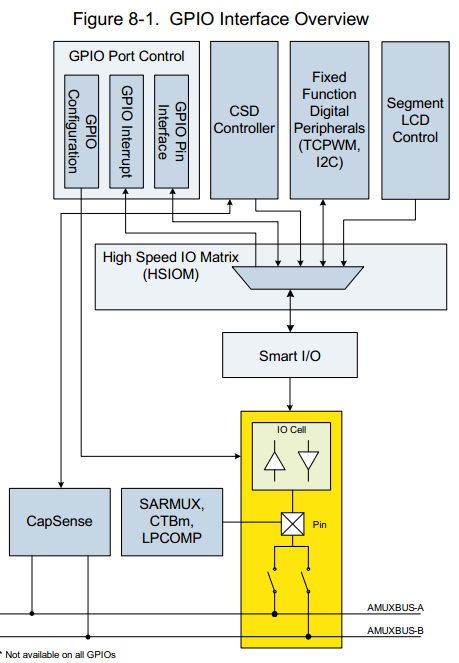 Figure 8-1. GPIO Interface Overview
GPIO Port Control
GPIO
Configuration
GPIO Interrupt
GPIO Pin
Interface
CSD
Controller
Fixed
Function
Digital
Peripherals
(TCPWM,
I2C)
Segment
LCD
Control
High Speed IO Matrix
(HSIOM)
Smart I/O
IO Cell
Pin
CapSense
SARMUX,
CTBm,
LPCOMP
AMUXBUS-A
AMUXBUS-B
* Not available on all GPIOs